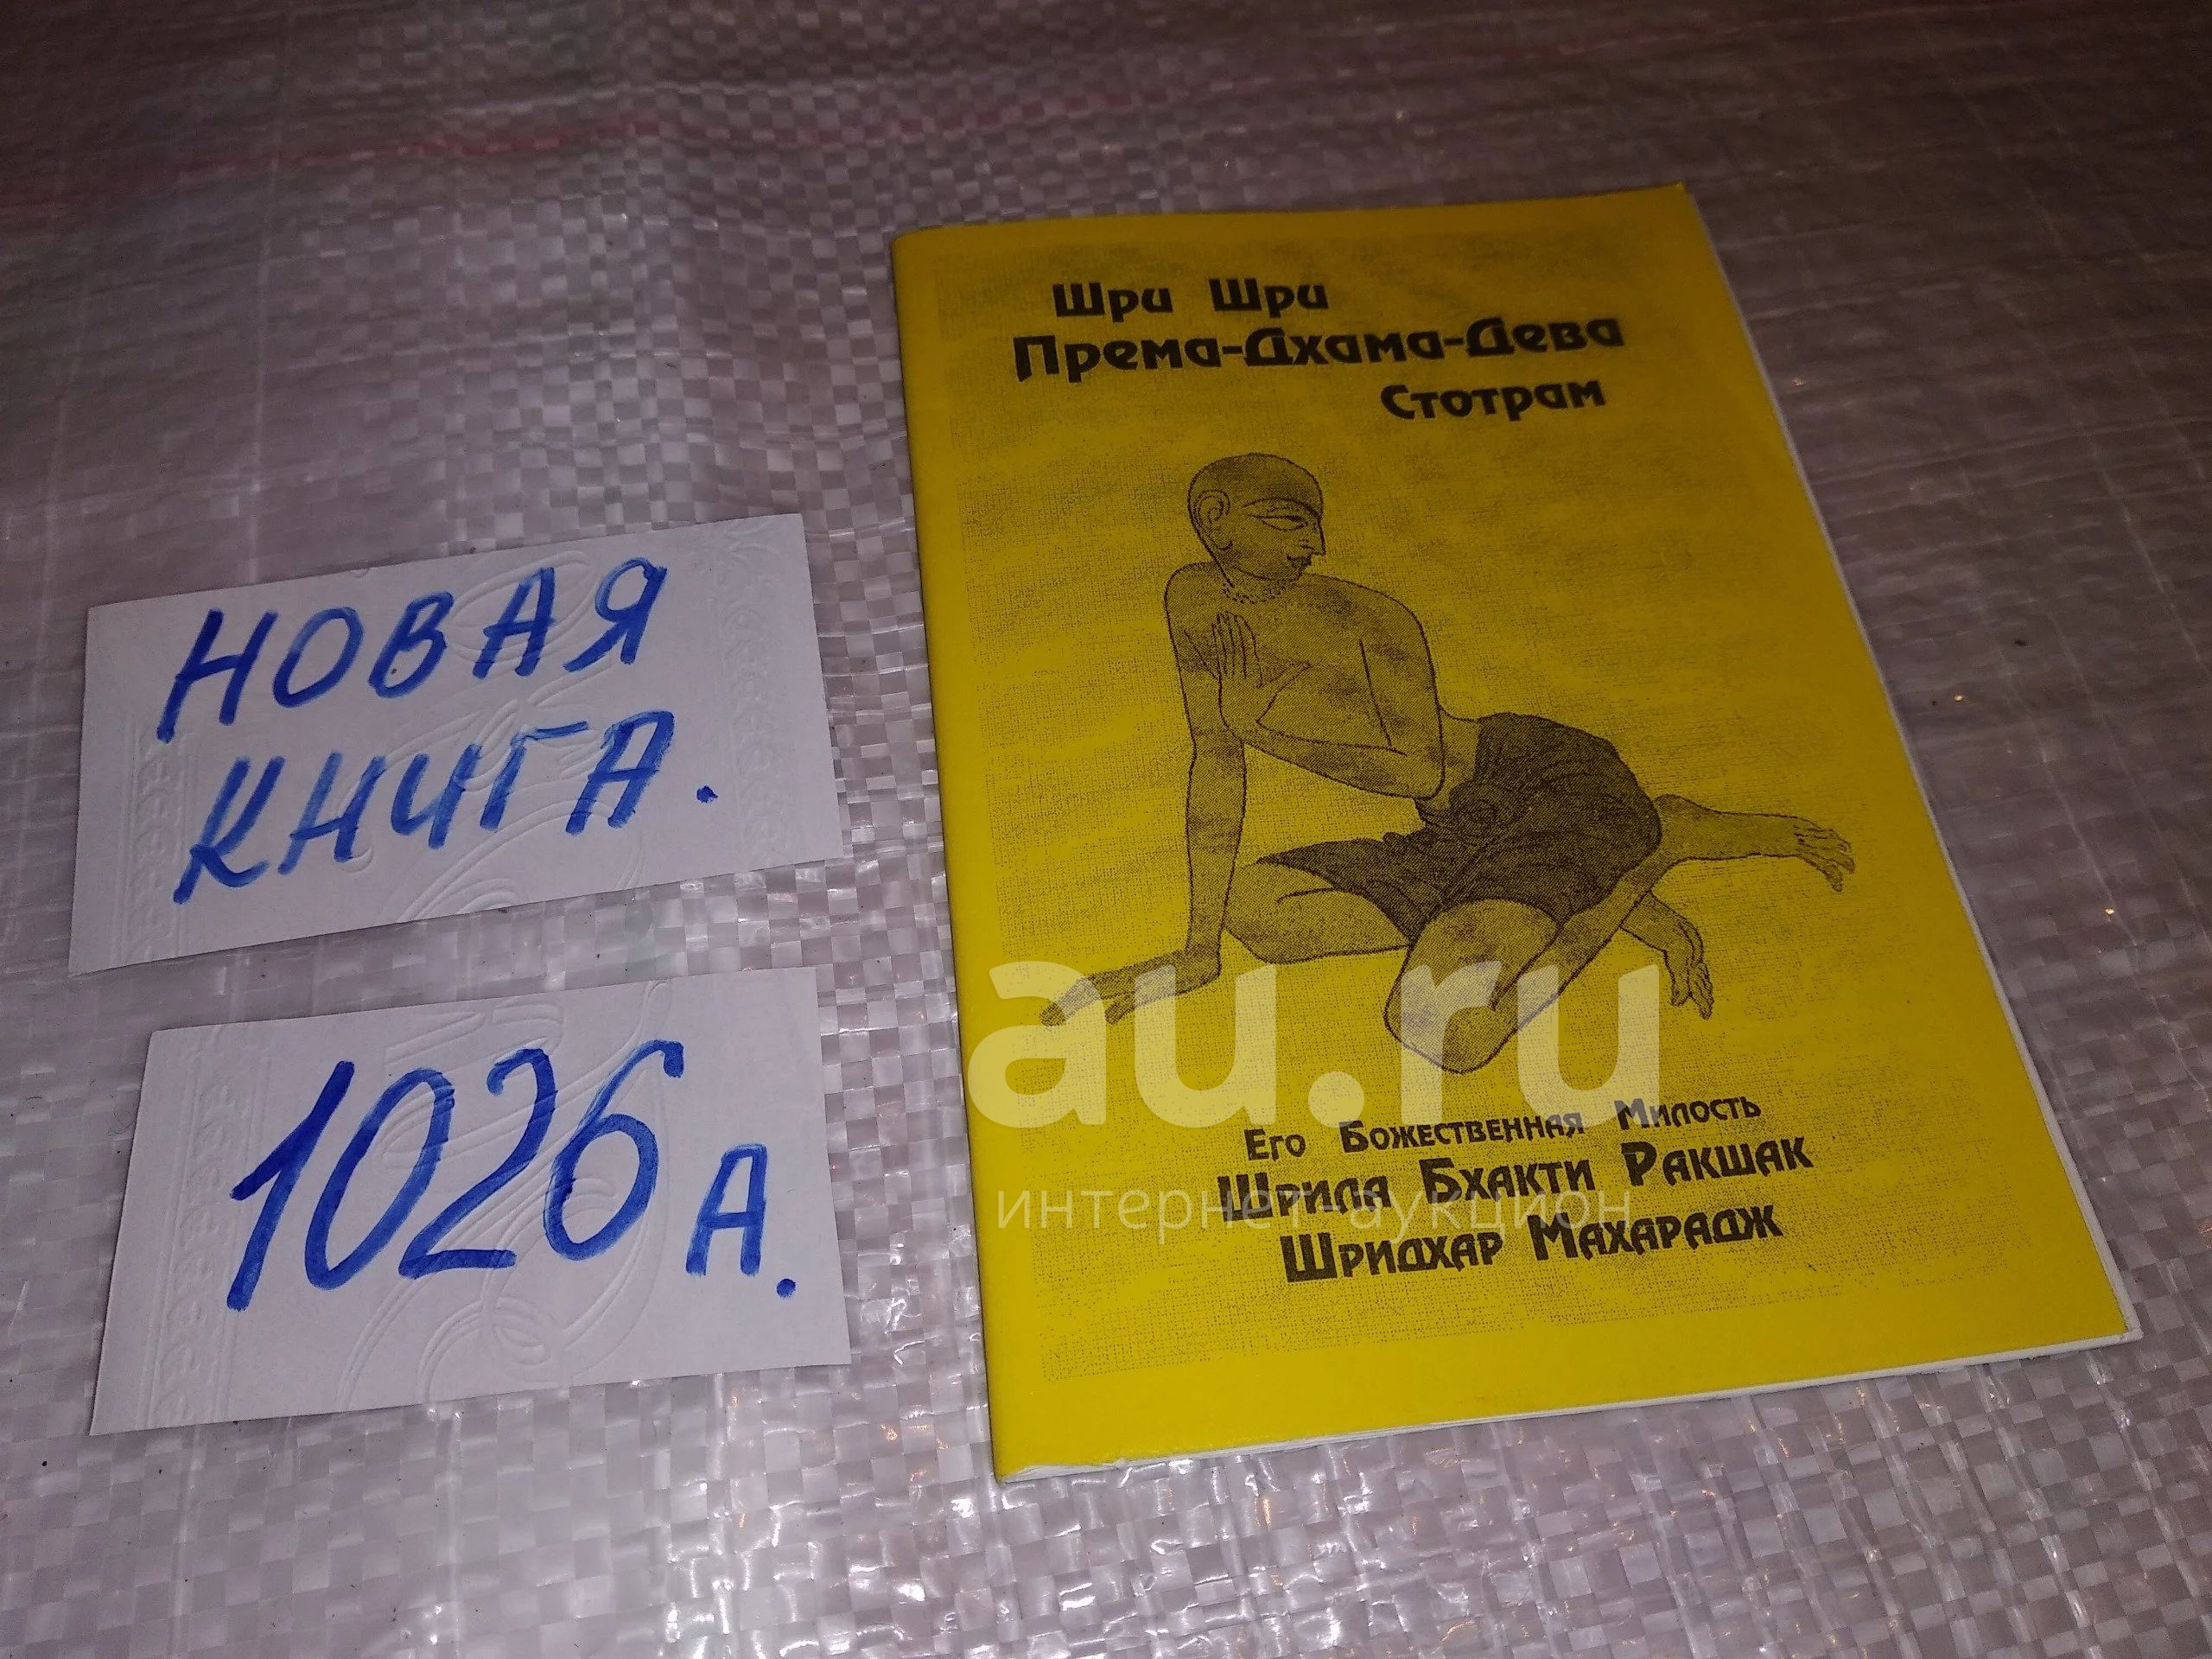 НОВАЯ
КНИГА.
1026 А.
Шри Шри
Према-Дхама-Дева
Стотрам
au.ru
интернет-аукцион
Его Божественная Милость
Шрила Бхакти Ракшак
Шридхар Махарадж